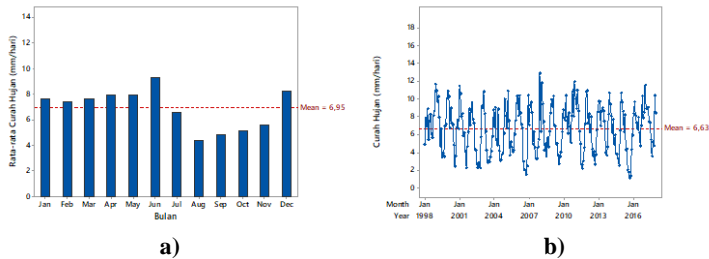 14
12
10
8
6
4
2
0
Rata-rata Curah Hujan (mm/hari)
Mean = 6,95
Jan Feb Mar Apr May Jun Jul Aug Sep Oct Nov Dec
Bulan
a)
18
16
14
12
10
8
6
4
2
0
Curah Hujan (mm/hari)
Mean = 6,63
Month Jan Jan Jan Jan Jan Jan Jan
Year 1998 2001 2004 2007 2010 2013 2016
b)